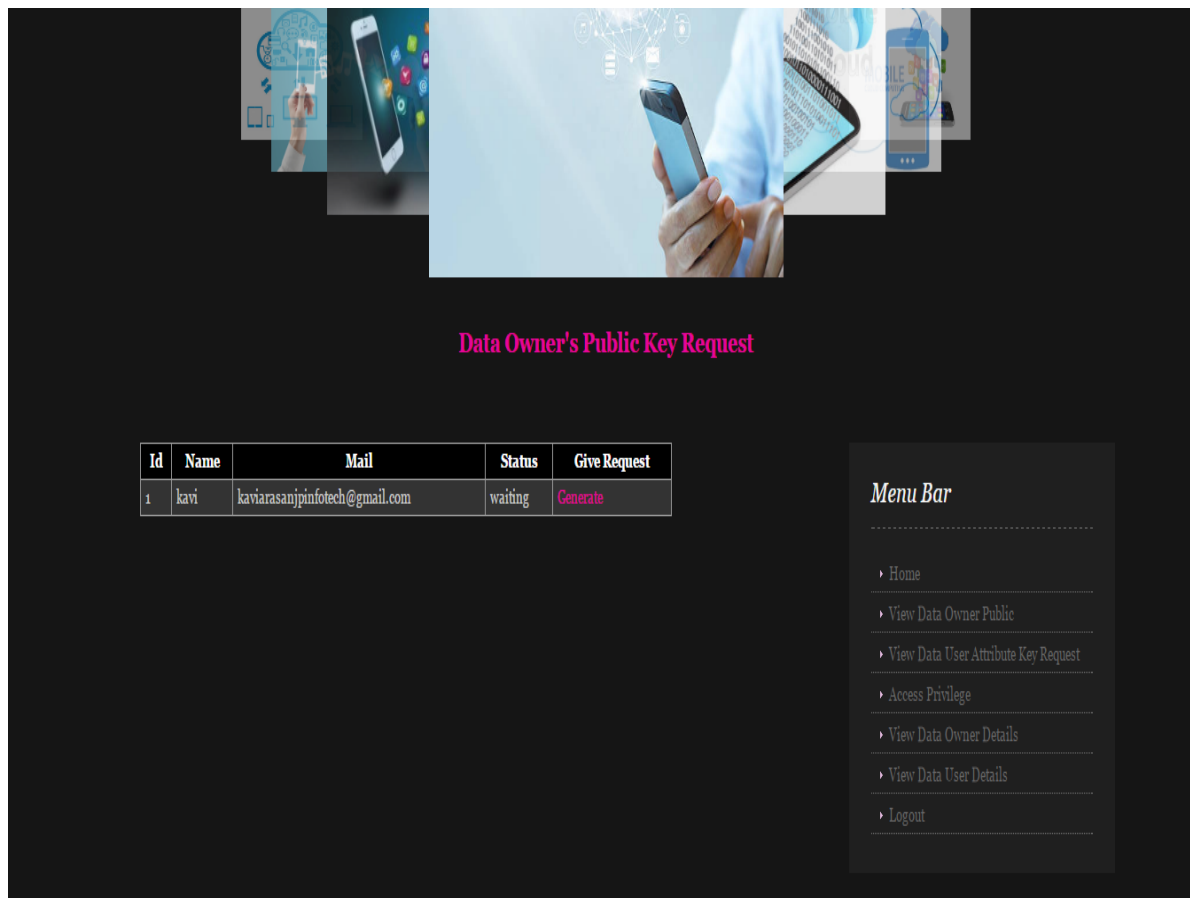 oud
MOBILE
Data Owner's Public Key Request
Id Name Mail Status Give Request
1 kavi kaviarasanjpinfotech@gmail.com waiting Generate
Menu Bar
Home
View Data Owner Public
View Data User Attribute Key Request
Access Privilege
View Data Owner Details
View Data User Details
Logout